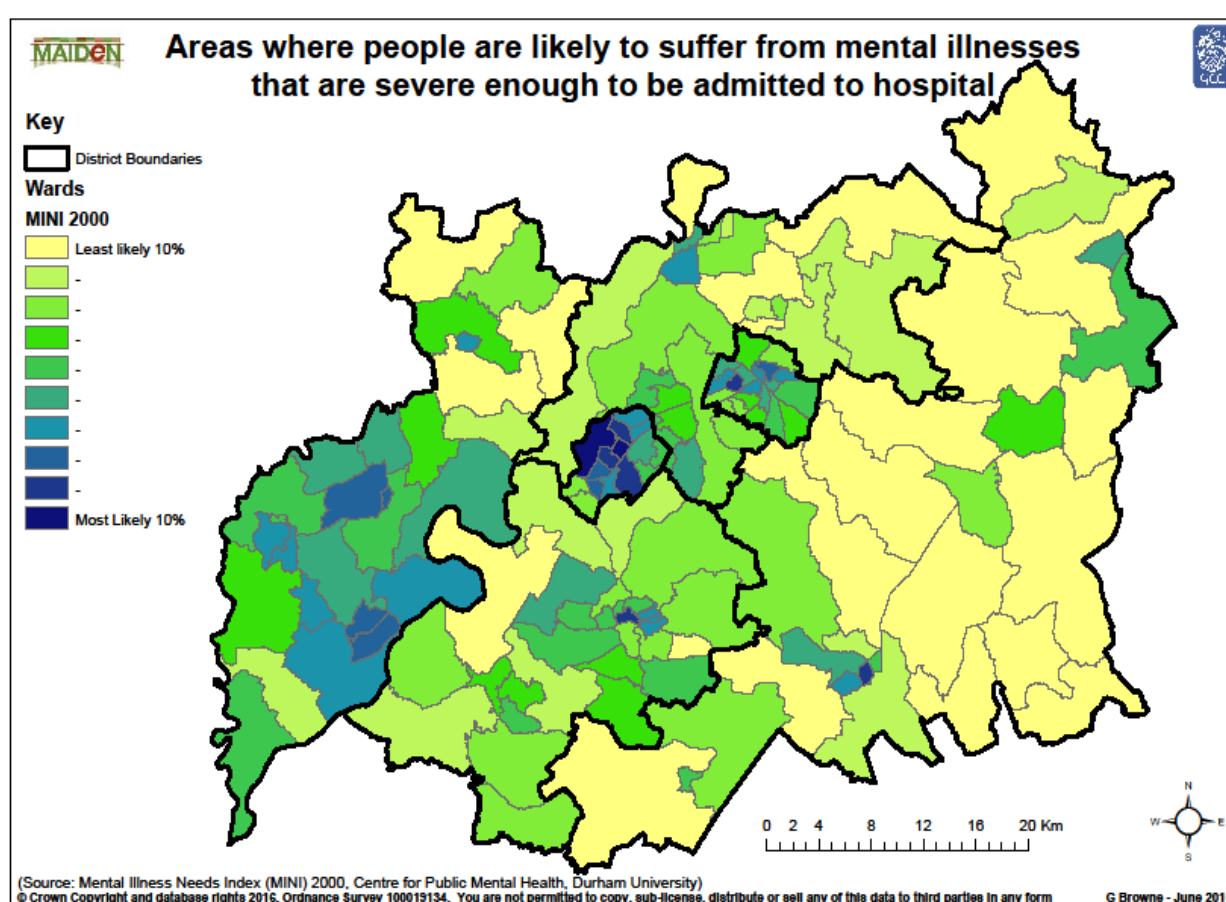 MAIDeN
Areas where people are likely to suffer from mental illnesses
that are severe enough to be admitted to hospital
GCC
Key
District Boundaries
Wards
MINI 2000
Least likely 10%
-
-
-
-
-
-
-
-
Most Likely 10%
0 2 4 8 12 16 20 Km
N
W E
S
(Source: Mental Illness Needs Index (MINI) 2000, Centre for Public Mental Health, Durham University)
© Crown Copyright and database rights 2016. Ordnance Survey 100019134. You are not permitted to copy, sub-license, distribute or sell any of this data to third parties in any form
G Browne - June 201